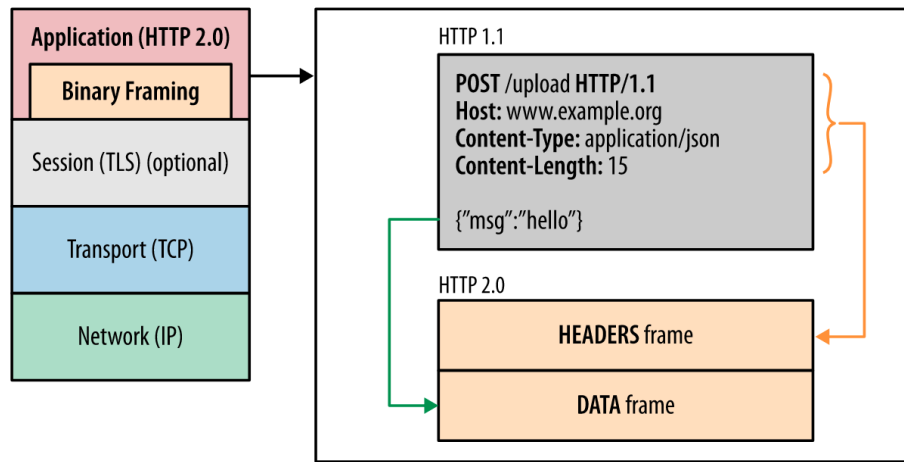 Application (HTTP 2.0)
Binary Framing
Session (TLS) (optional)
Transport (TCP)
Network (IP)
HTTP 1.1
POST /upload HTTP/1.1
Host: www.example.org
Content-Type: application/json
Content-Length: 15
{”msg”:”hello”}
HTTP 2.0
HEADERS frame
DATA frame